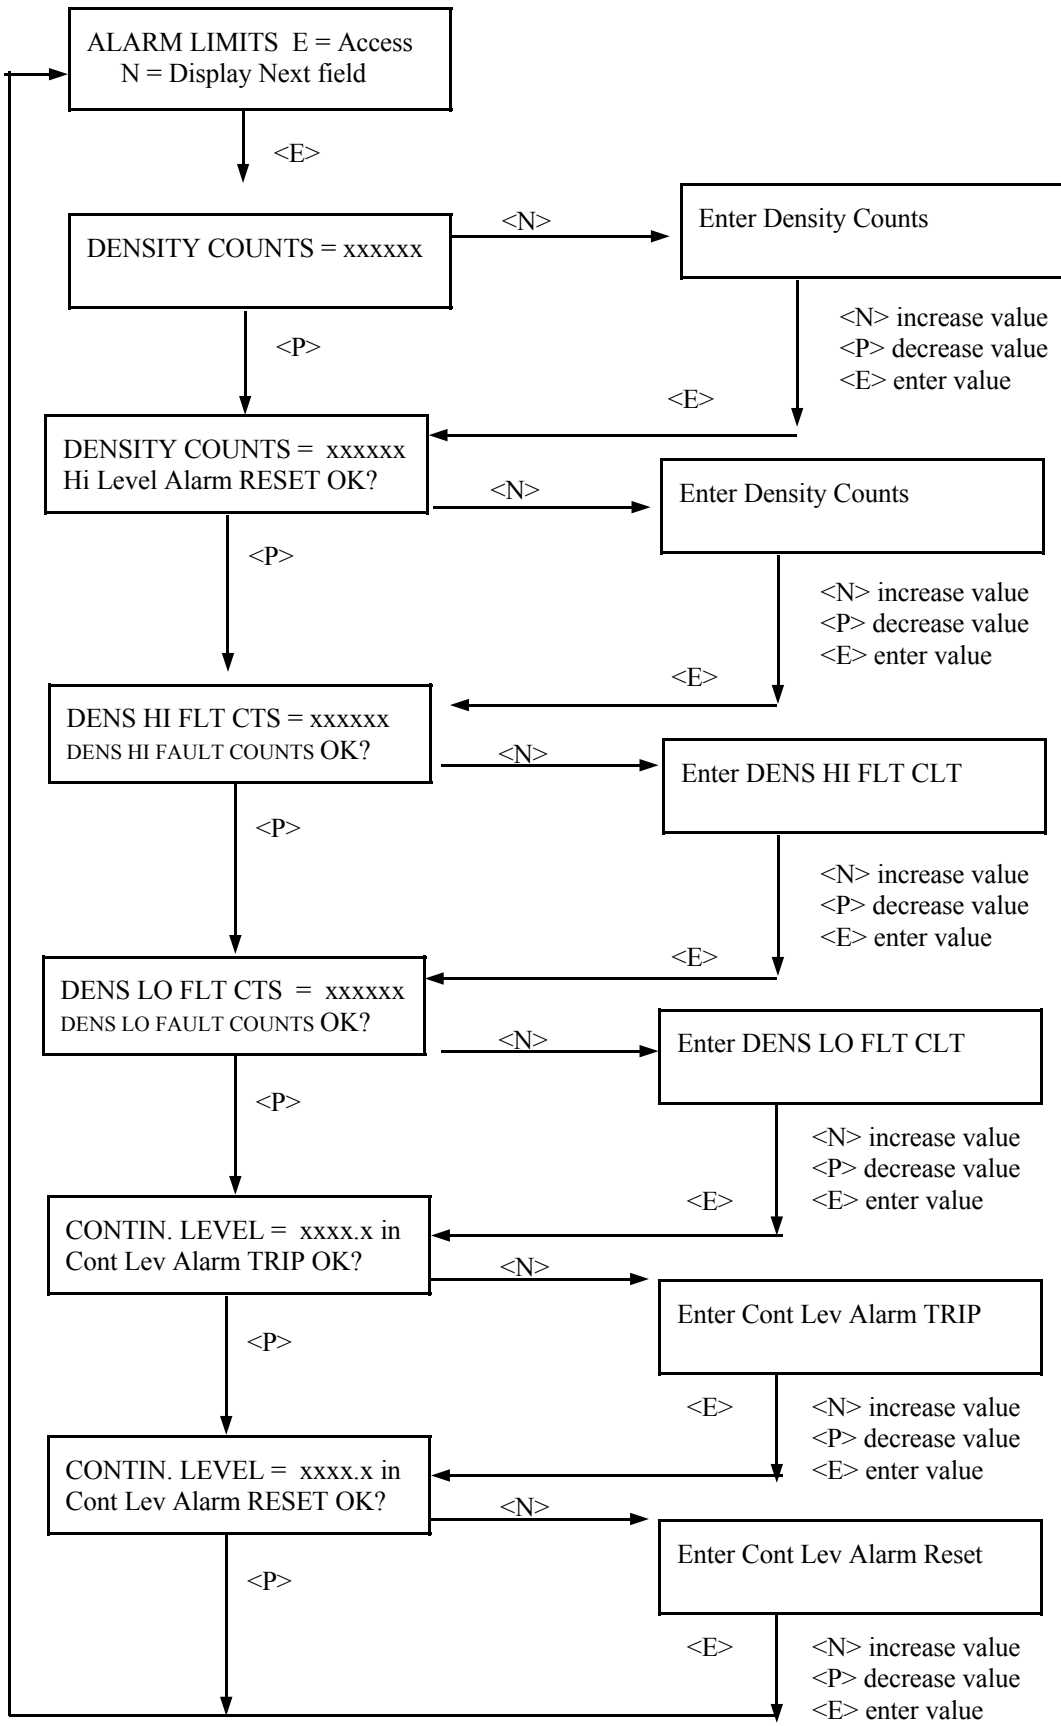 ALARM LIMITS E = Access
N = Display Next field
<E>
DENSITY COUNTS = xxxxxx
<N>
Enter Density Counts
<N> increase value
<P> decrease value
<E> enter value
<P>
<E>
DENSITY COUNTS = xxxxxx
Hi Level Alarm RESET OK?
<N>
Enter Density Counts
<P>
<N> increase value
<P> decrease value
<E> enter value
<E>
DENS HI FLT CTS = xxxxxx
DENS HI FAULT COUNTS OK?
<N>
Enter DENS HI FLT CLT
<P>
<N> increase value
<P> decrease value
<E> enter value
<E>
DENS LO FLT CTS = xxxxxx
DENS LO FAULT COUNTS OK?
<N>
Enter DENS LO FLT CLT
<P>
<N> increase value
<P> decrease value
<E> enter value
<E>
CONTIN. LEVEL = xxxx.x in
Cont Lev Alarm TRIP OK?
<N>
Enter Cont Lev Alarm TRIP
<P>
<E>
<N> increase value
<P> decrease value
<E> enter value
CONTIN. LEVEL = xxxx.x in
Cont Lev Alarm RESET OK?
<N>
Enter Cont Lev Alarm Reset
<P>
<E>
<N> increase value
<P> decrease value
<E> enter value